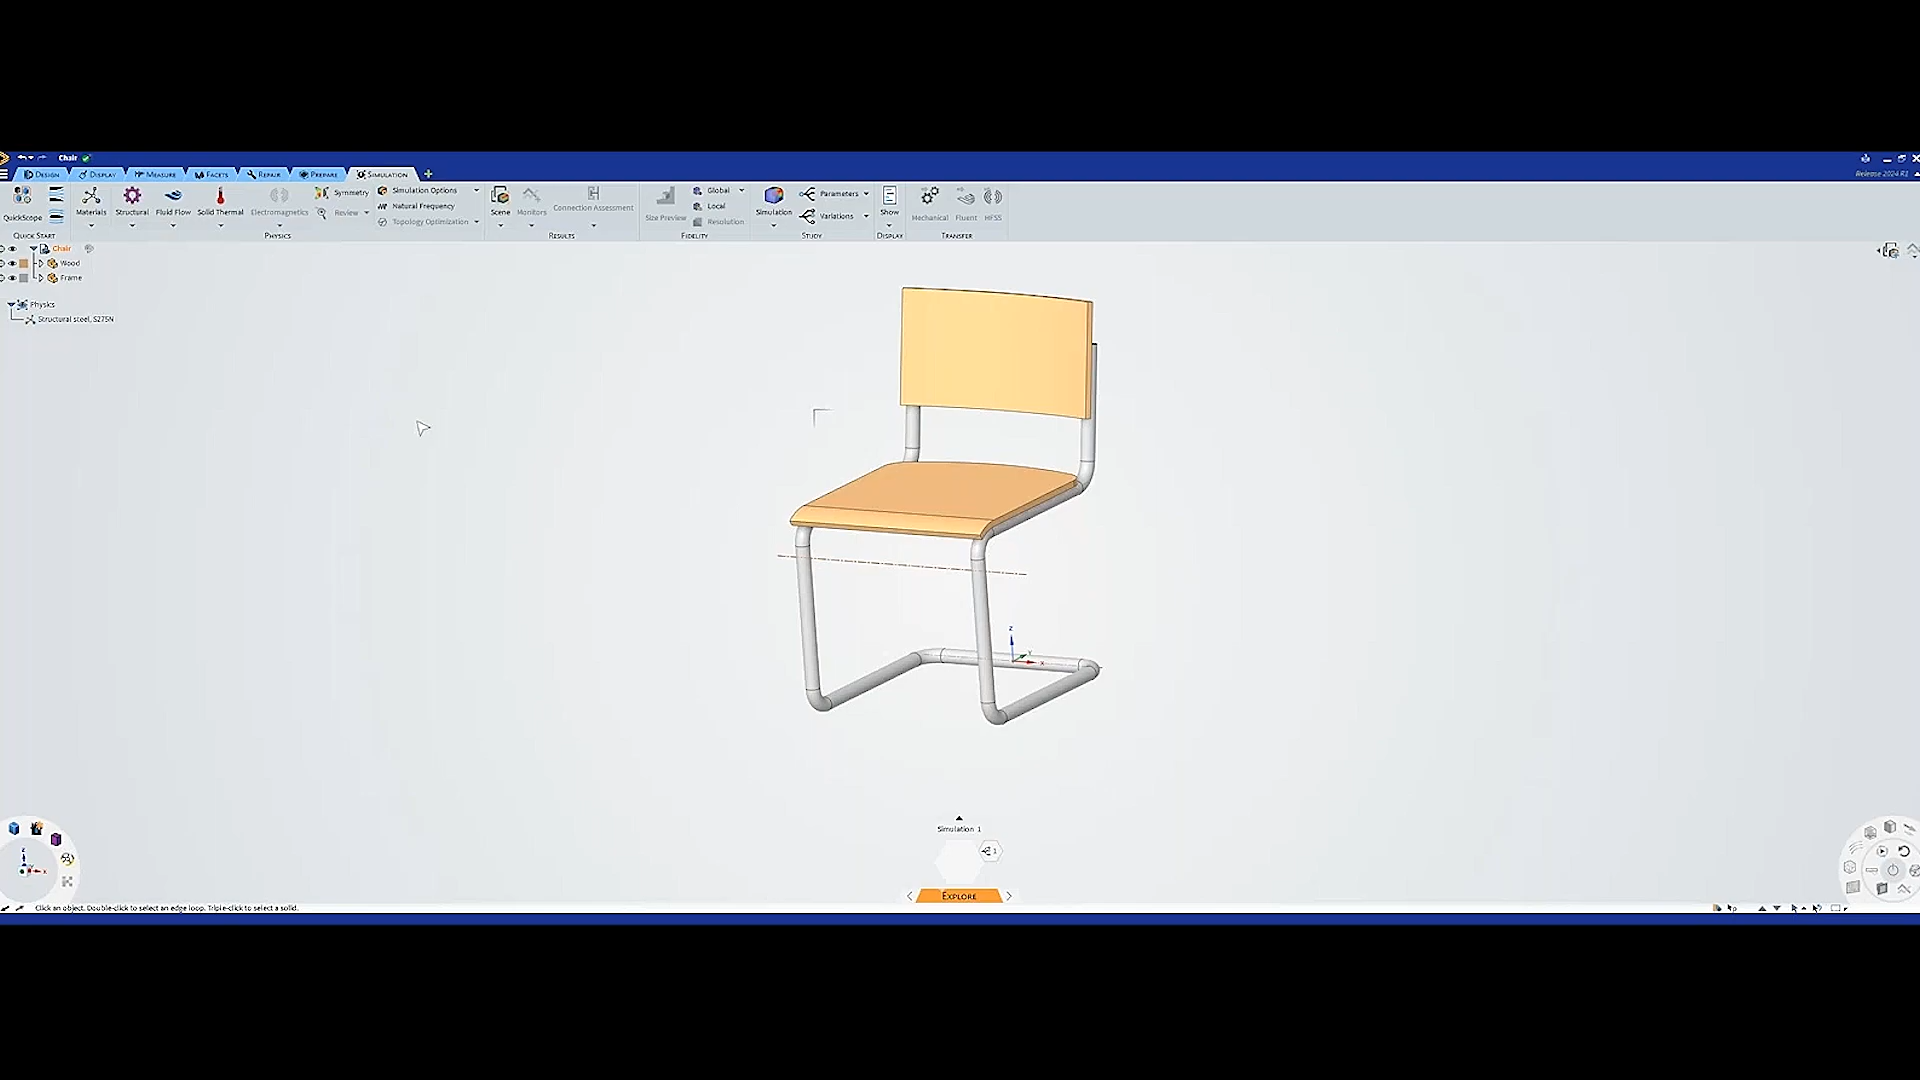 Chair
DESIGN DISPLAY MEASURE FACETS REPAIR PREPARE SIMULATION
Release 2024 R1
QuickScope Materials Structural Fluid Flow Solid Thermal Electromagnetics
Symmetry
Review
Simulation Options
Natural Frequency
Topology Optimization
Scene Monitors Connection Assessment
Size Preview
Global
Local
Resolution
Simulation
Parameters
Variations
Show
Mechanical Fluent HFSS
QUICK START PHYSICS RESULTS FIDELITY STUDY DISPLAY TRANSFER
Chair
Wood
Frame
Physics
Structural steel, S275N
Z
Y
X
Simulation 1
1
EXPLORE
Z
Y
X
Click an object. Double-click to select an edge loop. Triple-click to select a solid.